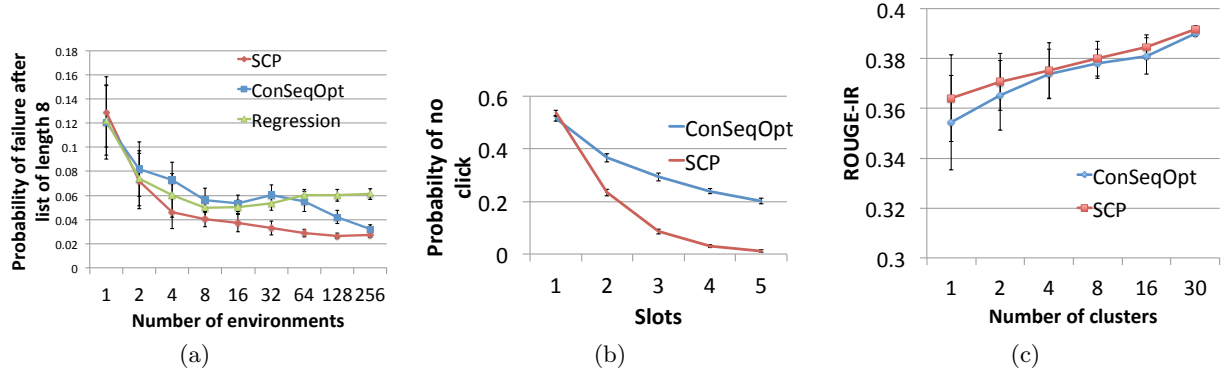 Probability of failure after
list of length 8
0.18
0.16
0.14
0.12
0.1
0.08
0.06
0.04
0.02
0
SCP
ConSeqOpt
Regression
1 2 4 8 16 32 64 128 256
Number of environments
(a)
Probability of no
click
0.6
0.4
0.2
0
ConSeqOpt
SCP
1 2 3 4 5
Slots
(b)
ROUGE-IR
0.4
0.38
0.36
0.34
0.32
0.3
ConSeqOpt
SCP
1 2 4 8 16 30
Number of clusters
(c)